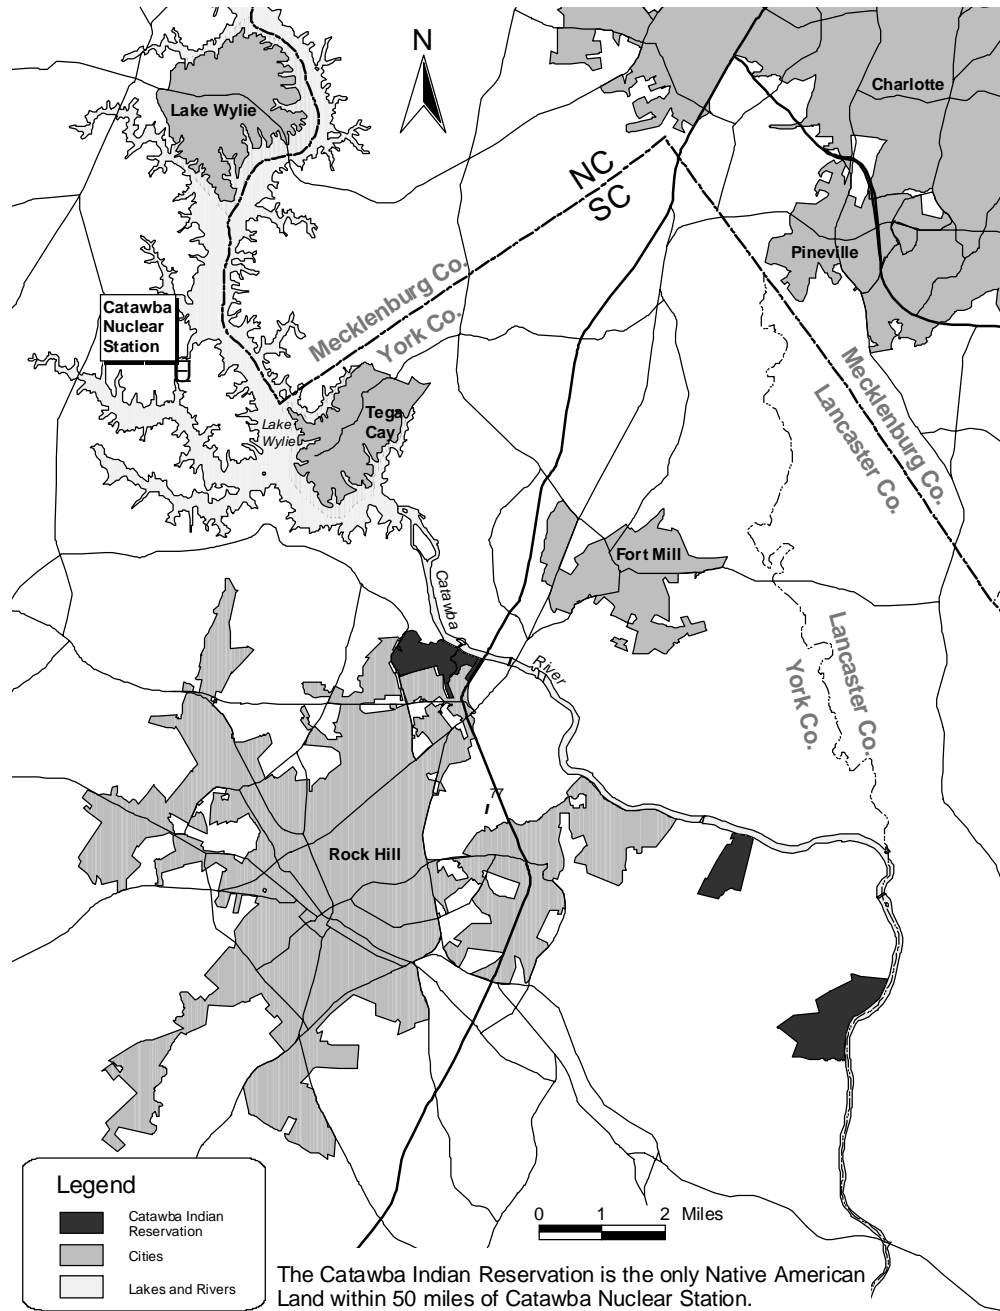 N
Charlotte
Lake Wylie
NC
SC
Pineville
Mecklenburg Co.
York Co.
Catawba
Nuclear
Station
Mecklenburg Co.
Lancaster Co.
Tega
Cay
Lake
Wylie
Fort Mill
Catawba
River
Lancaster Co.
York Co.
77
Rock Hill
Legend
Catawba Indian
Reservation
Cities
Lakes and Rivers
0 1 2 Miles
The Catawba Indian Reservation is the only Native American
Land within 50 miles of Catawba Nuclear Station.